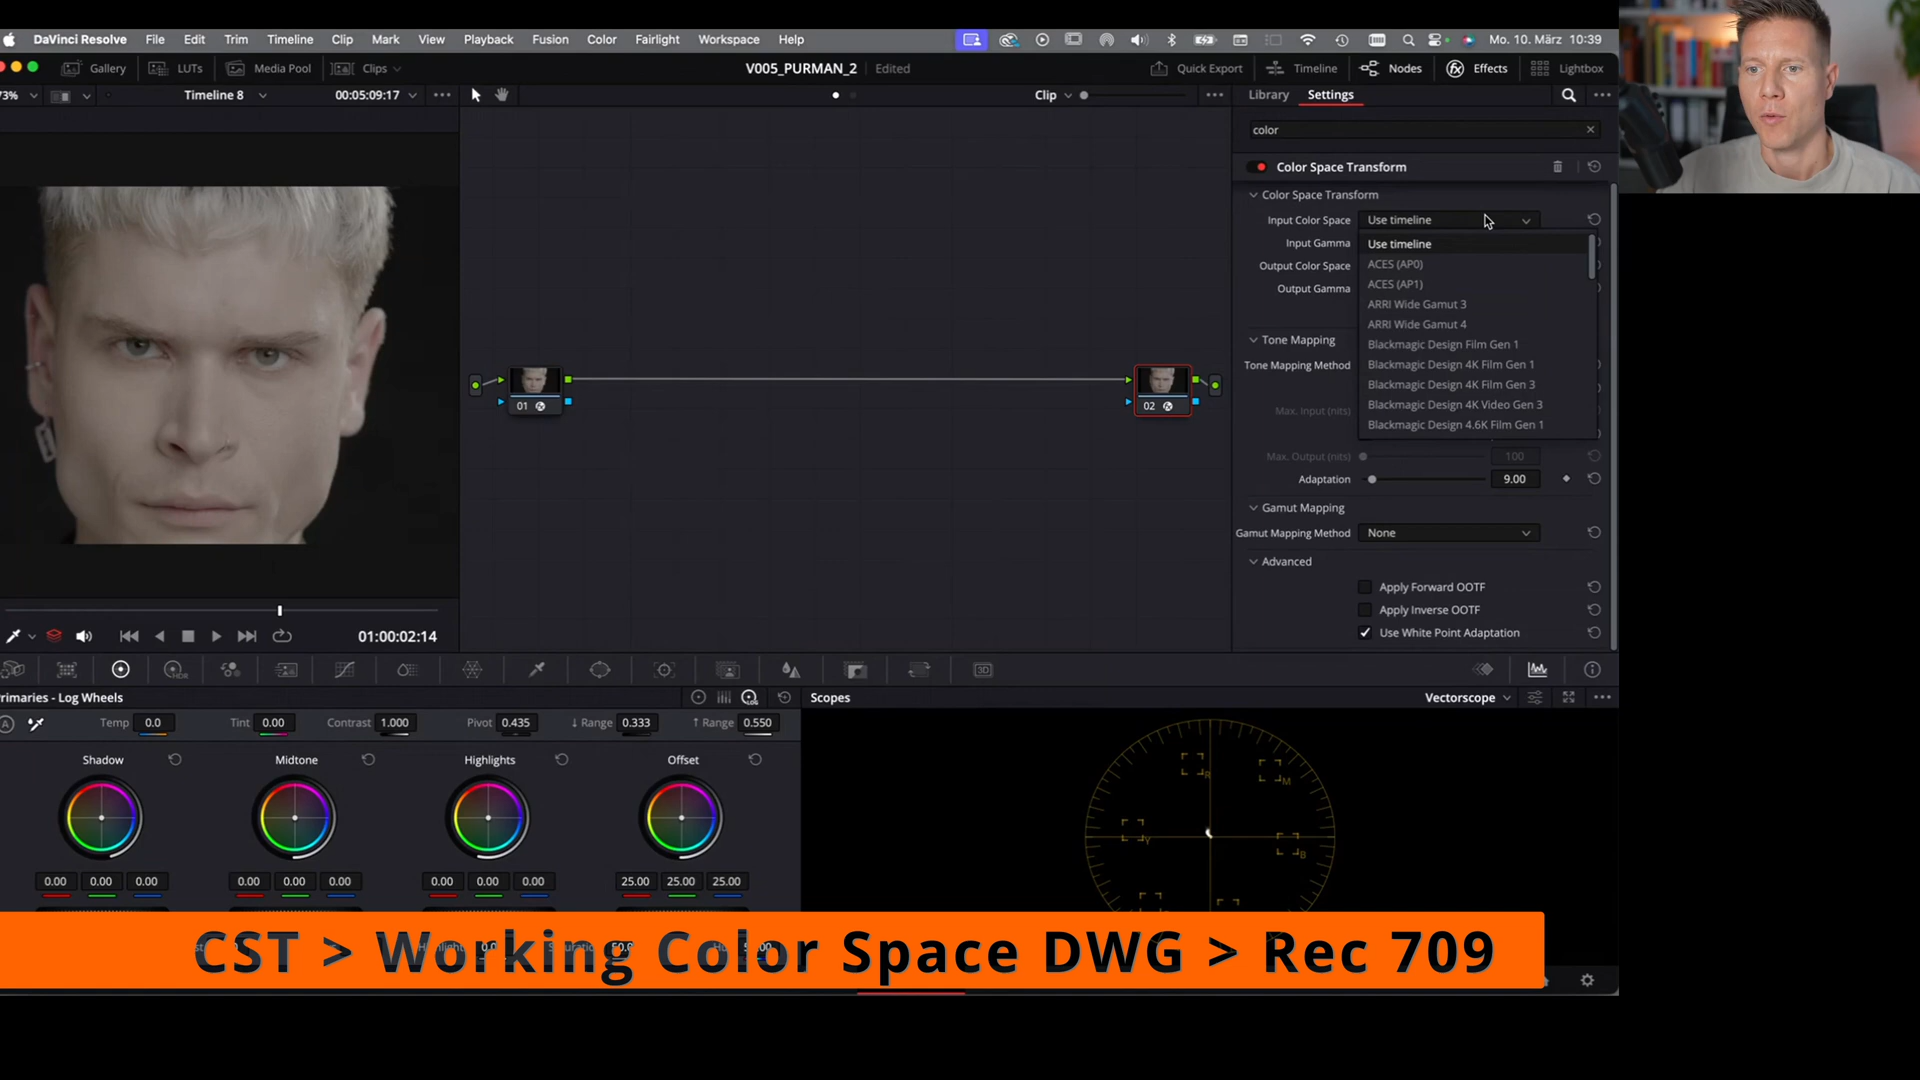 DaVinci Resolve File Edit Trim Timeline Clip Mark View Playback Fusion Color Fairlight Workspace Help Mo. 10. März 10:39
Gallery LUTs Media Pool Clips V005_PURMAN_2 Edited Quick Export Timeline Nodes Effects Lightbox
73% Timeline 8 00:05:09:17 Clip Library Settings
color
Color Space Transform
Color Space Transform
Input Color Space Use timeline
Input Gamma Use timeline
Output Color Space ACES (AP0)
Output Gamma ACES (AP1)
ARRI Wide Gamut 3
ARRI Wide Gamut 4
Tone Mapping Blackmagic Design Film Gen 1
Tone Mapping Method Blackmagic Design 4K Film Gen 1
Blackmagic Design 4K Film Gen 3
Max. Input (nits) Blackmagic Design 4K Video Gen 3
Blackmagic Design 4.6K Film Gen 1
01
02
Max. Output (nits) 100
Adaptation 9.00
Gamut Mapping
Gamut Mapping Method None
Advanced
Apply Forward OOTF
Apply Inverse OOTF
Use White Point Adaptation
01:00:02:14
HDR
3D
Primaries - Log Wheels Scopes Vectorscope
LOG
A Temp 0.0 Tint 0.00 Contrast 1.000 Pivot 0.435 ↓ Range 0.333 ↑ Range 0.550
Shadow Midtone Highlights Offset
R M
Y B
0.00 0.00 0.00 0.00 0.00 0.00 0.00 0.00 0.00 25.00 25.00 25.00
CST > Working Color Space DWG > Rec 709